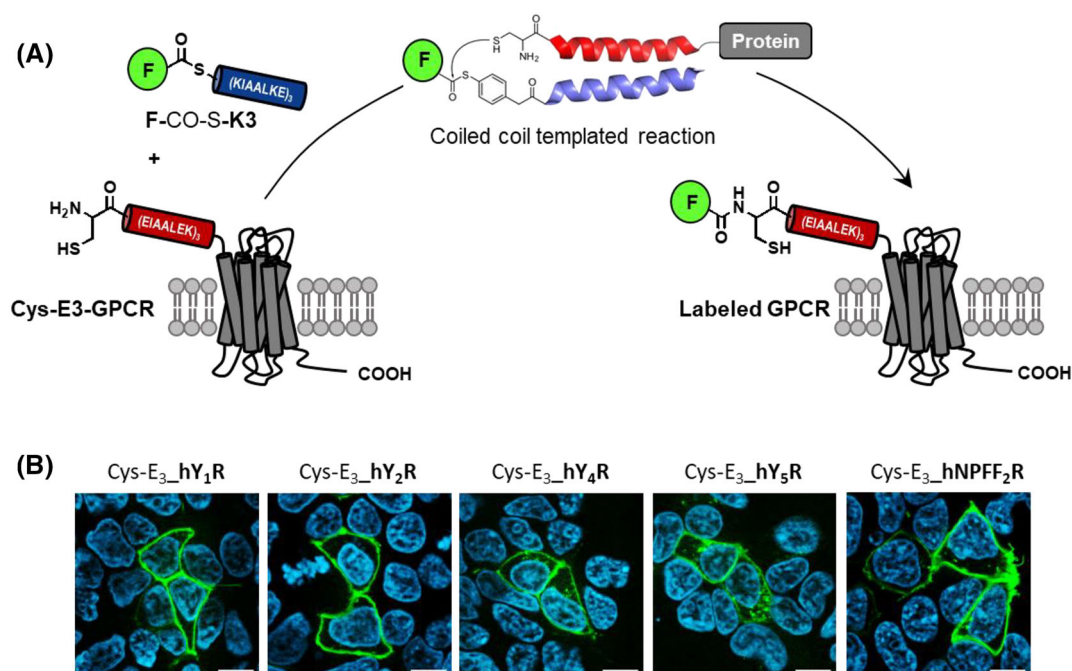 (A)
F
O
S
(KIAALKE)3
F-CO-S-K3
+
H2N
O
HS
(EIAALEK)3
Cys-E3-GPCR
COOH
O
S
H
NH2
Protein
F
S
O
O
Coiled coil templated reaction
F
O
H
N
O
SH
(EIAALEK)3
Labeled GPCR
COOH
(B)
Cys-E3_hY1R
Cys-E3_hY2R
Cys-E3_hY4R
Cys-E3_hY5R
Cys-E3_hNPFF2R